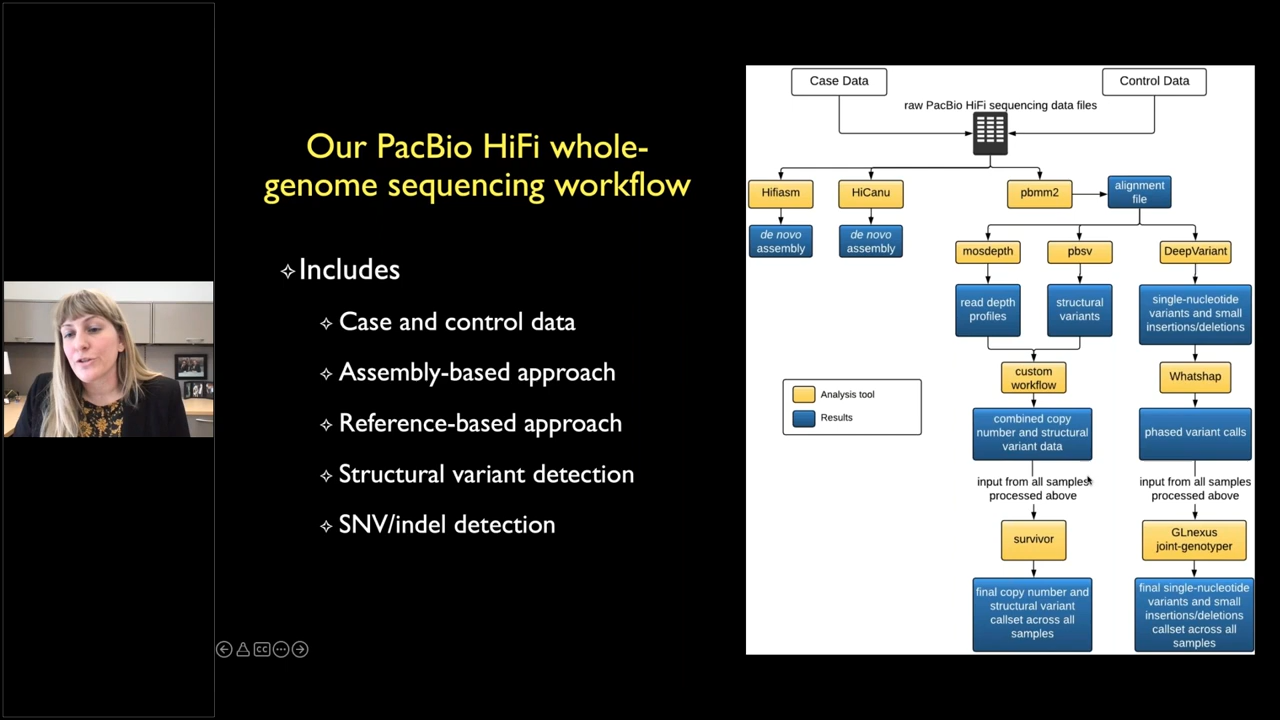 Our PacBio HiFi whole-
genome sequencing workflow
Includes
Case and control data
Assembly-based approach
Reference-based approach
Structural variant detection
SNV/indel detection
CC
Case Data
Control Data
raw PacBio HiFi sequencing data files
Hifiasm
HiCanu
pbmm2
alignment
file
de novo
assembly
de novo
assembly
mosdepth
pbsv
DeepVariant
read depth
profiles
structural
variants
single-nucleotide
variants and small
insertions/deletions
custom
workflow
Whatshap
Analysis tool
Results
combined copy
number and structural
variant data
phased variant calls
input from all samples
processed above
input from all samples
processed above
survivor
GLnexus
joint-genotyper
final copy number and
structural variant
callset across all
samples
final single-nucleotide
variants and small
insertions/deletions
callset across all
samples